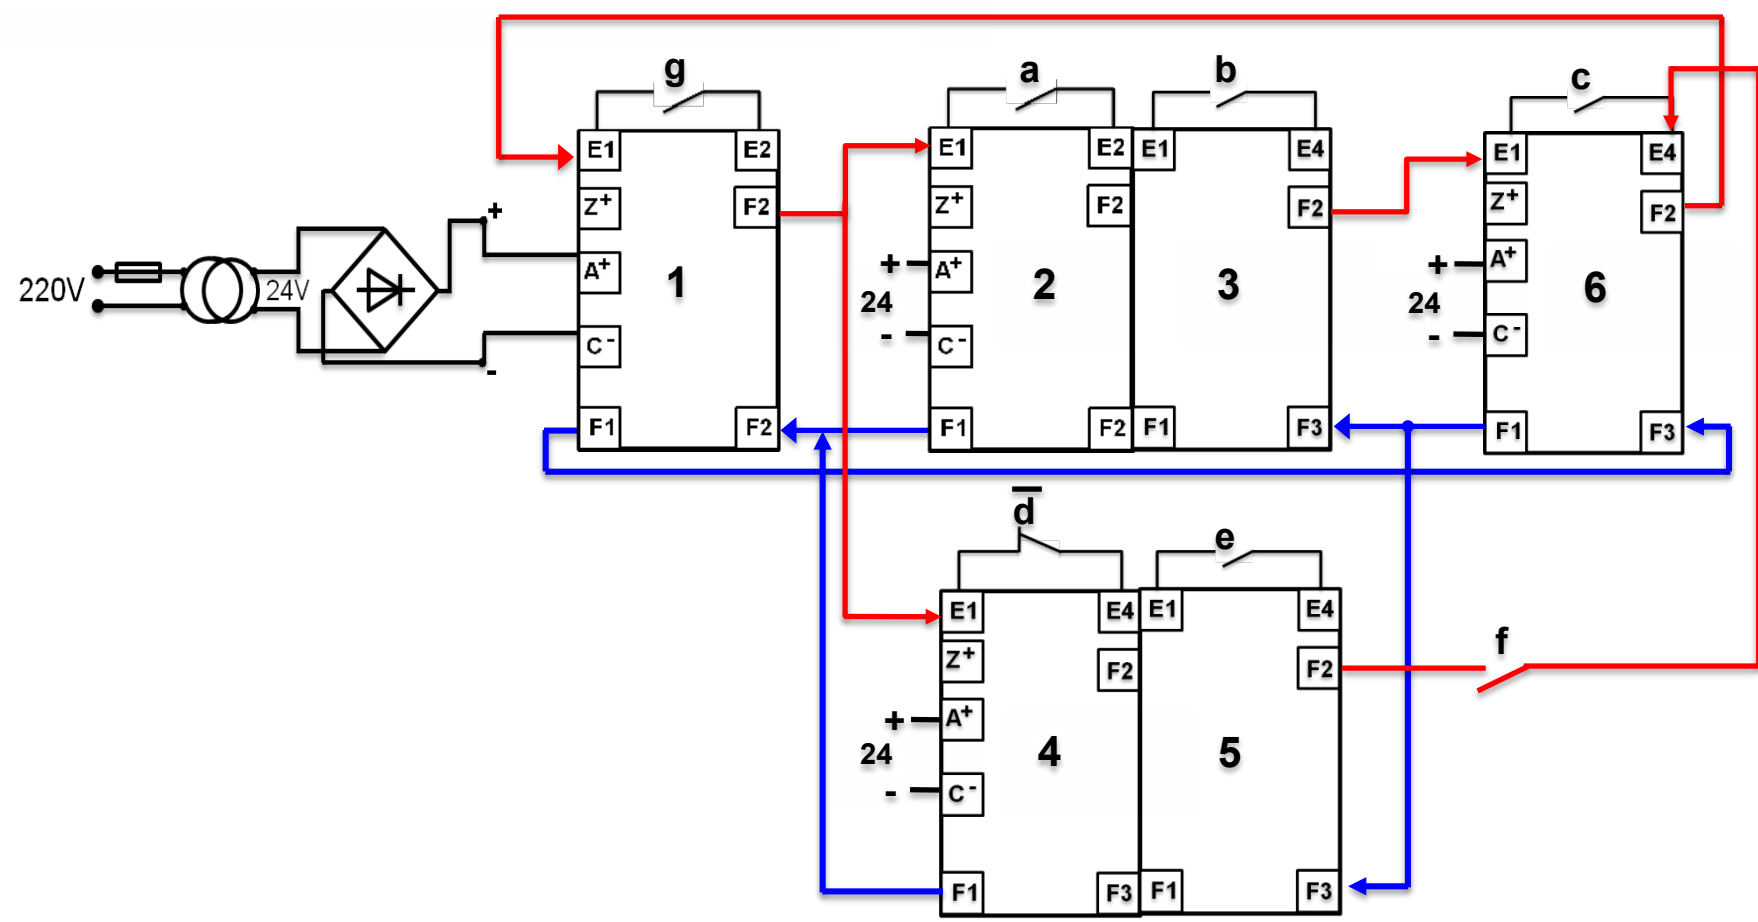 g
a
b
c
E1 E2
E1 E2
E1 E4
E1 E4
Z+ F2
Z+ F2
F2
Z+ F2
+
220V
24V
-
A+
1
C-
F1 F2
+ A+
24
- C-
2
F1 F2
3
F1 F3
+ A+
24
- C-
6
F1 F3
d
e
E1 E4
E1 E4
Z+ F2
F2
f
+ A+
24
- C-
4
5
F1 F3
F1 F3